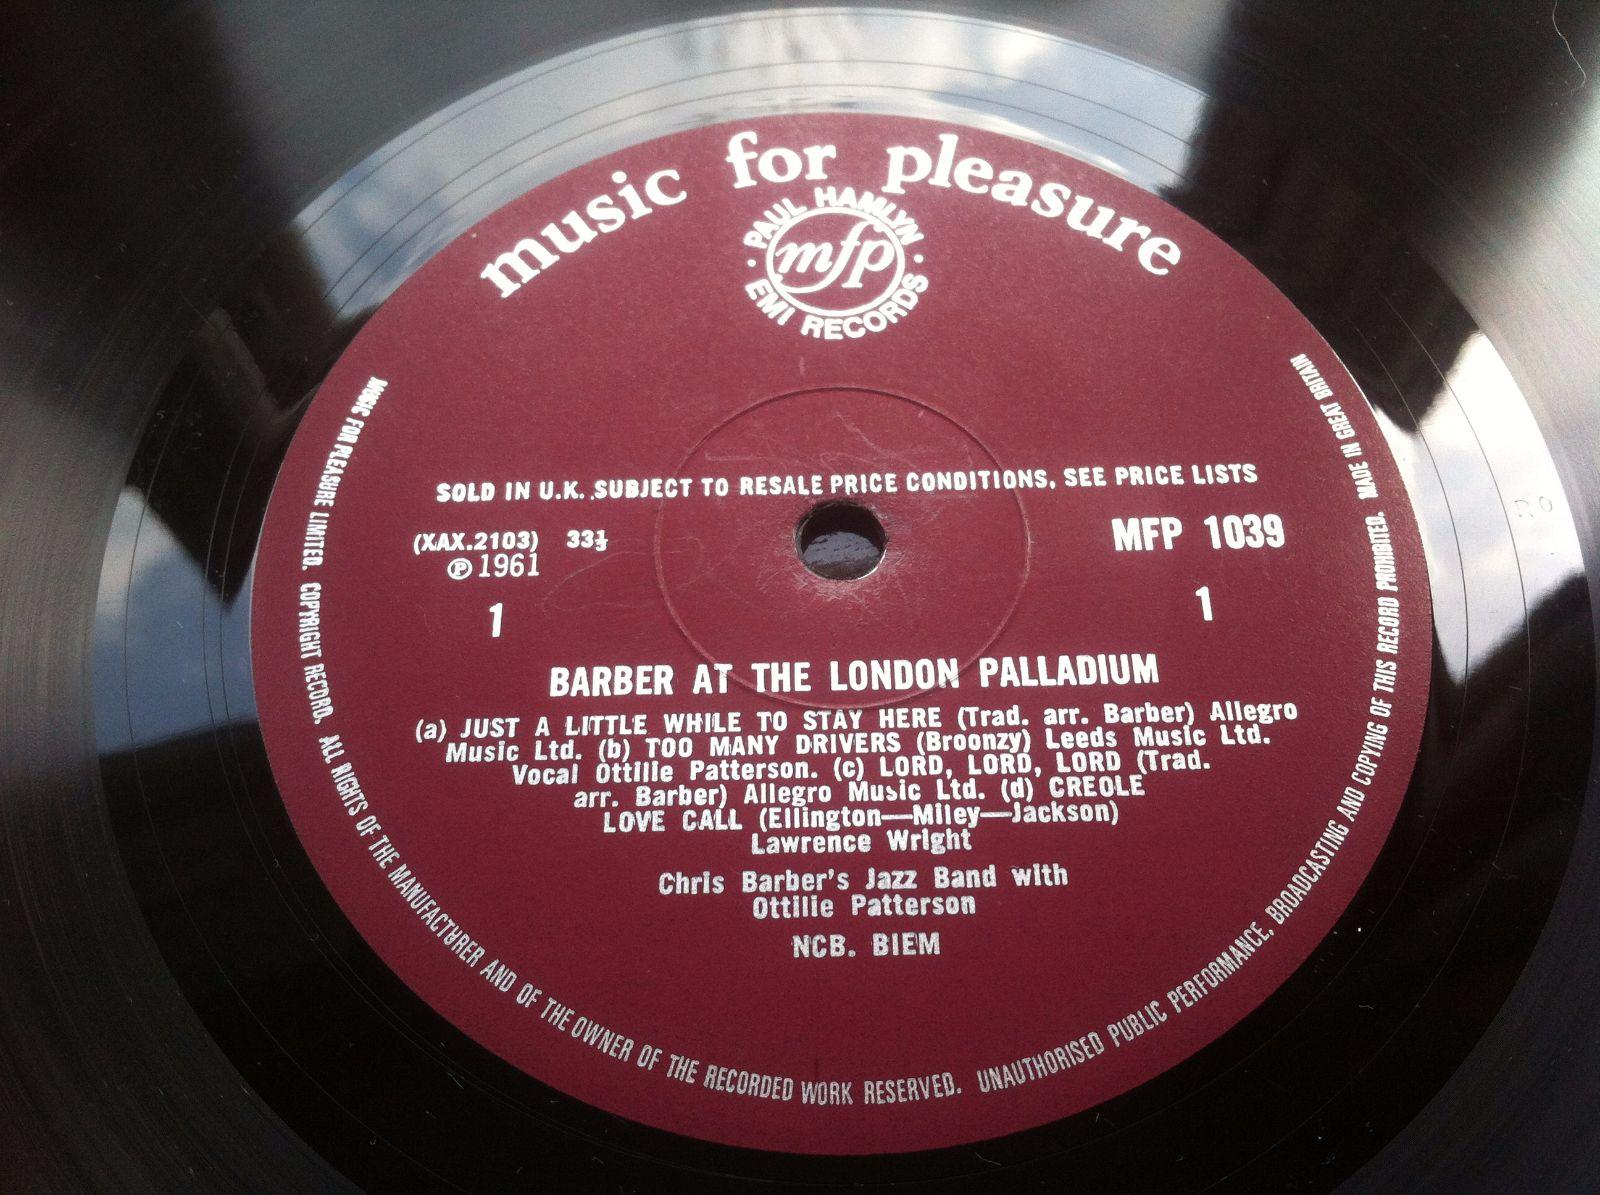 music for pleasure
PAUL HAMLYN
mfp
EMI RECORDS
SOLD IN U.K. SUBJECT TO RESALE PRICE CONDITIONS, SEE PRICE LISTS
(XAX.2103) 33⅓
MFP 1039
℗ 1961
1
1
BARBER AT THE LONDON PALLADIUM
(a) JUST A LITTLE WHILE TO STAY HERE (Trad. arr. Barber) Allegro
Music Ltd. (b) TOO MANY DRIVERS (Broonzy) Leeds Music Ltd.
Vocal Ottilie Patterson. (c) LORD, LORD, LORD (Trad.
arr. Barber) Allegro Music Ltd. (d) CREOLE
LOVE CALL (Ellington—Miley—Jackson)
Lawrence Wright
Chris Barber's Jazz Band with
Ottilie Patterson
NCB. BIEM
MUSIC FOR PLEASURE LIMITED. COPYRIGHT RECORD. ALL RIGHTS OF THE MANUFACTURER AND OF THE OWNER OF THE RECORDED WORK RESERVED. UNAUTHORISED PUBLIC PERFORMANCE, BROADCASTING AND COPYING OF THIS RECORD PROHIBITED. MADE IN GREAT BRITAIN